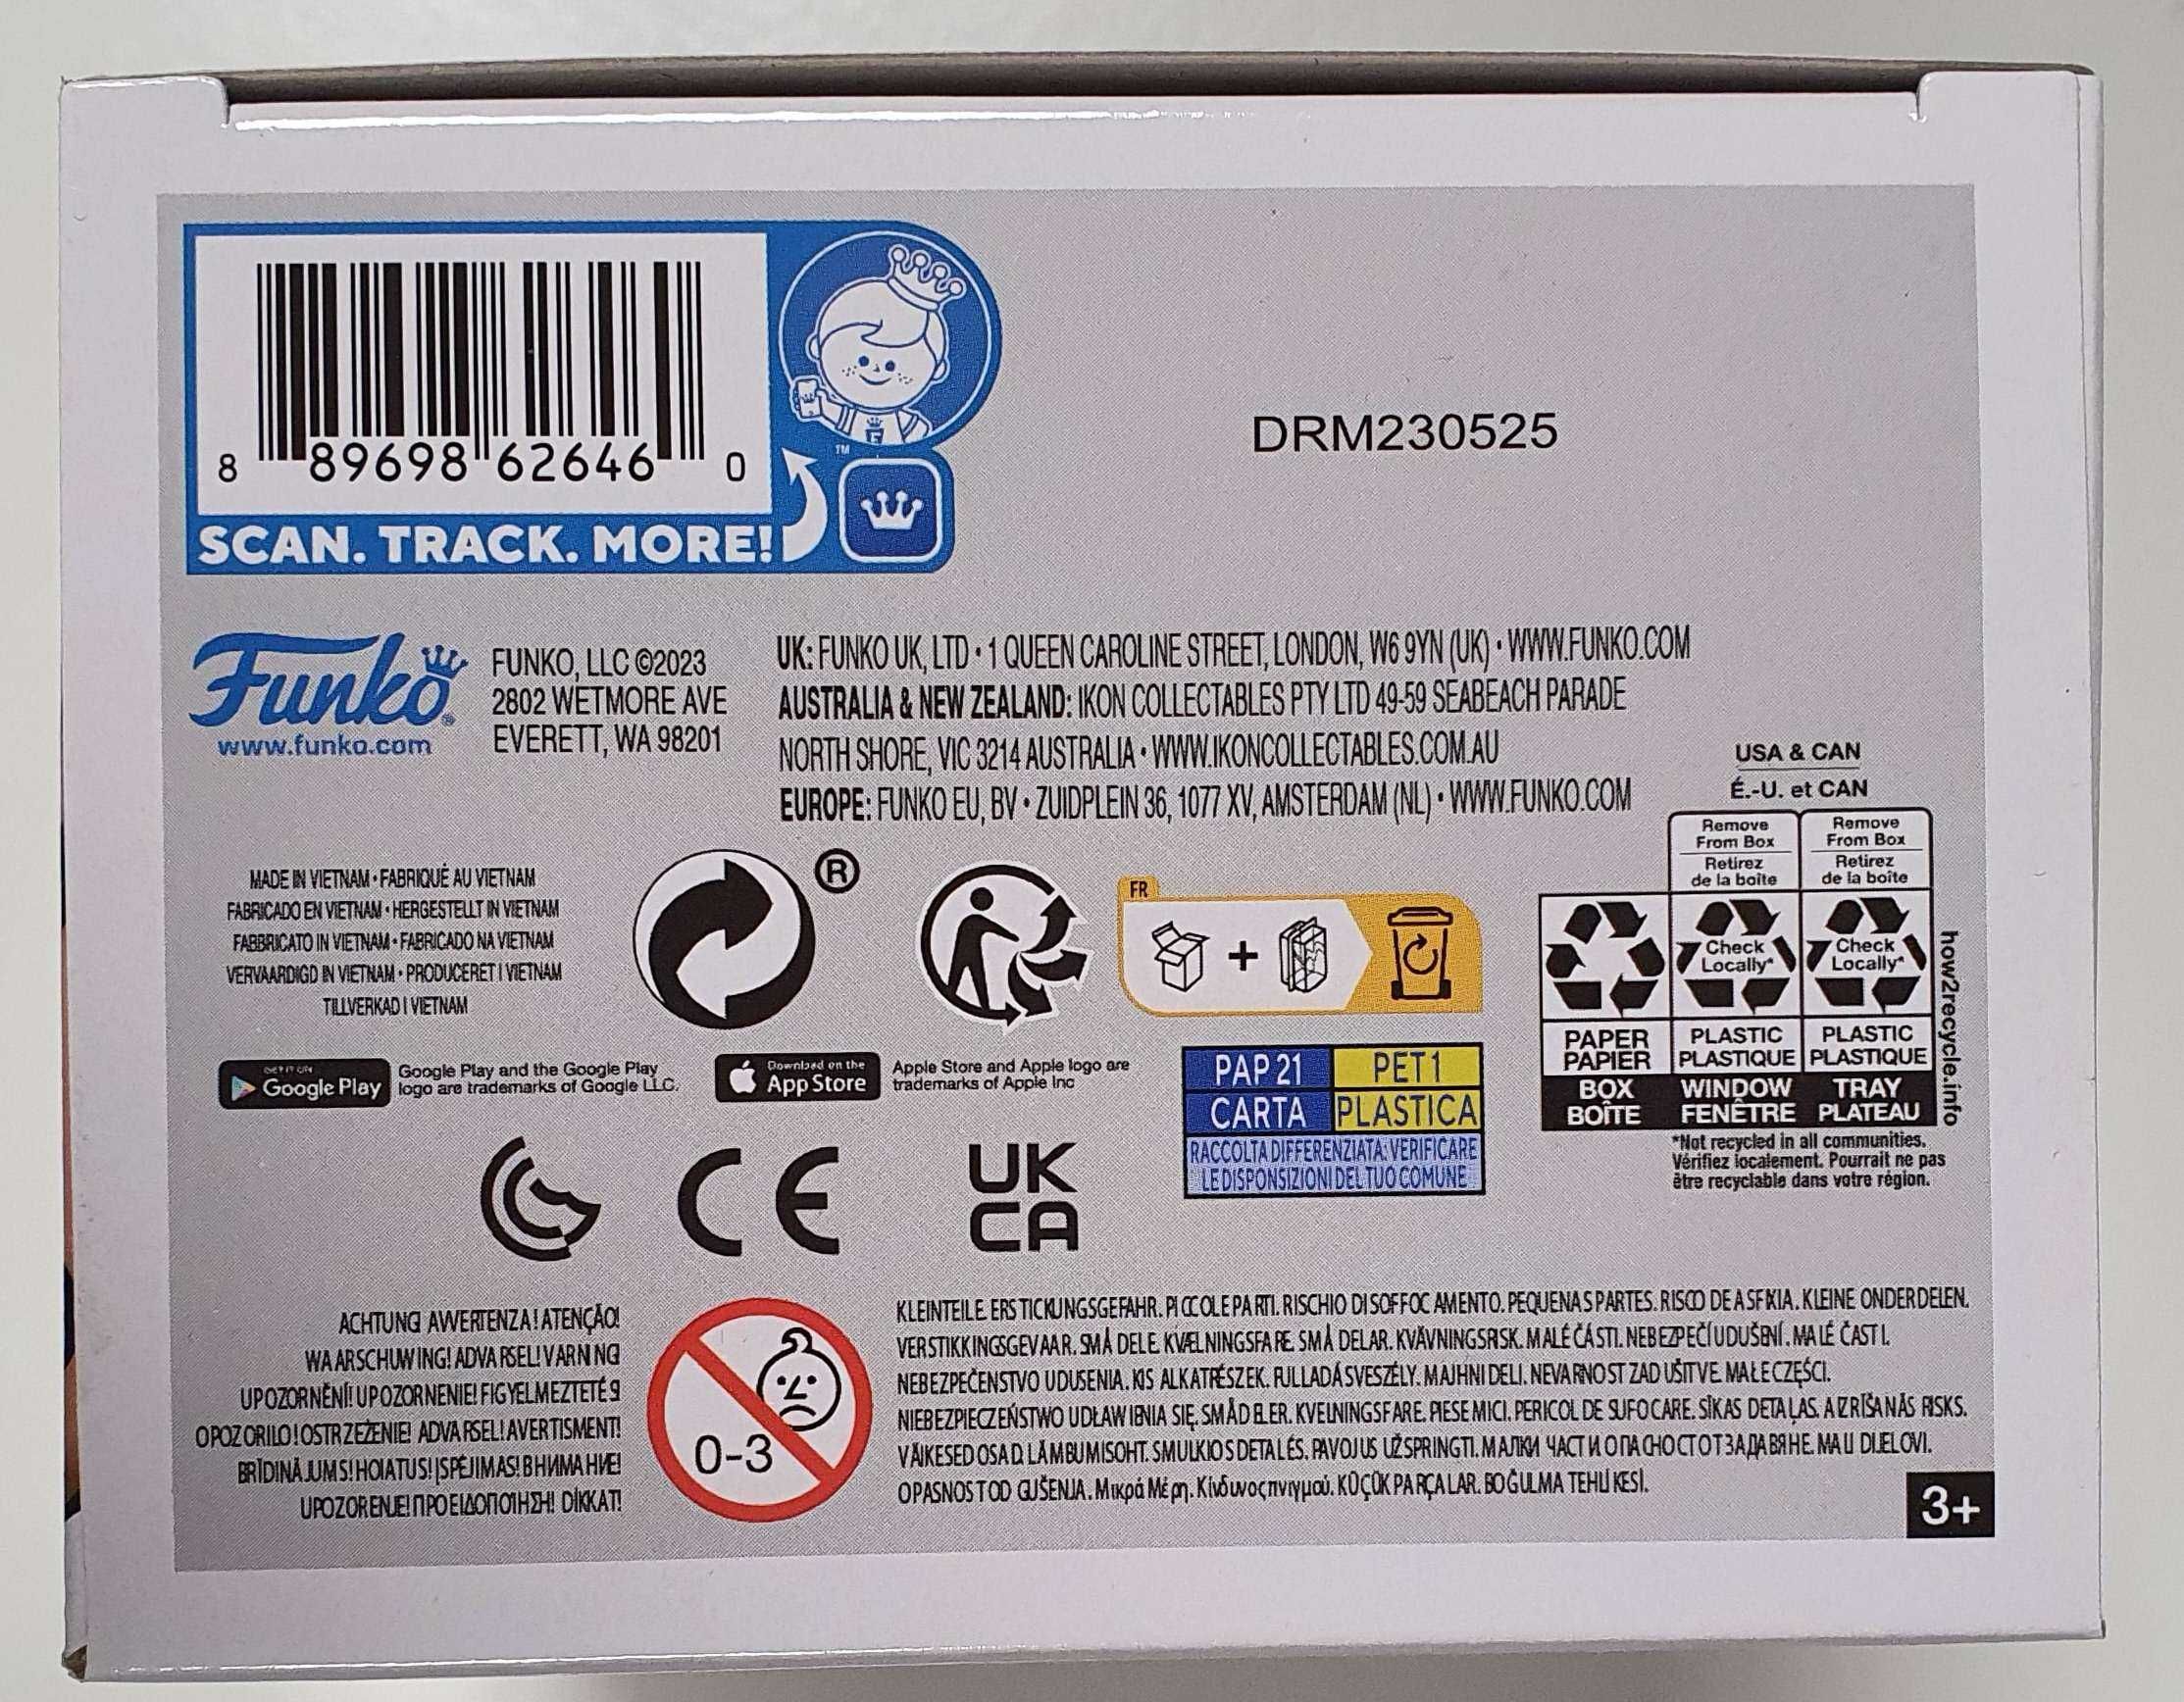 8 89698 62646 0
SCAN. TRACK. MORE!
TM
DRM230525
Funko®
www.funko.com
FUNKO, LLC ©2023
2802 WETMORE AVE
EVERETT, WA 98201
UK: FUNKO UK, LTD • 1 QUEEN CAROLINE STREET, LONDON, W6 9YN (UK) • WWW.FUNKO.COM
AUSTRALIA & NEW ZEALAND: IKON COLLECTABLES PTY LTD 49-59 SEABEACH PARADE
NORTH SHORE, VIC 3214 AUSTRALIA • WWW.IKONCOLLECTABLES.COM.AU
EUROPE: FUNKO EU, BV • ZUIDPLEIN 36, 1077 XV, AMSTERDAM (NL) • WWW.FUNKO.COM
MADE IN VIETNAM • FABRIQUÉ AU VIETNAM
FABRICADO EN VIETNAM • HERGESTELLT IN VIETNAM
FABBRICATO IN VIETNAM • FABRICADO NA VIETNAM
VERVAARDIGD IN VIETNAM • PRODUCERET I VIETNAM
TILLVERKAD I VIETNAM
®
FR
+
USA & CAN
É.-U. et CAN
Remove
From Box
Retirez
de la boîte
Remove
From Box
Retirez
de la boîte
Check
Locally*
Check
Locally*
PAPER
PAPIER
PLASTIC
PLASTIQUE
PLASTIC
PLASTIQUE
BOX
BOÎTE
WINDOW
FENÊTRE
TRAY
PLATEAU
how2recycle.info
*Not recycled in all communities.
Vérifiez localement. Pourrait ne pas
être recyclable dans votre région.
GET IT ON
Google Play
Google Play and the Google Play
logo are trademarks of Google LLC.
Download on the
App Store
Apple Store and Apple logo are
trademarks of Apple Inc
PAP 21
PET 1
CARTA
PLASTICA
RACCOLTA DIFFERENZIATA: VERIFICARE
LE DISPONSIZIONI DEL TUO COMUNE
CE
UK
CA
ACHTUNG! AVVERTENZA! ATENÇÃO!
WAARSCHUWING! ADVARSEL! VARNING
UPOZORNĚNÍ! UPOZORNENIE! FIGYELMEZTETÉS
OPOZORILO! OSTRZEŻENIE! ADVARSEL! AVERTISMENT!
BRĪDINĀJUMS! HOIATUS! ĮSPĖJIMAS! ВНИМАНИЕ!
UPOZORENJE! ΠΡΟΕΙΔΟΠΟΙΗΣΗ! DİKKAT!
0-3
KLEINTEILE. ERSTICKUNGSGEFAHR. PICCOLE PARTI. RISCHIO DI SOFFOCAMENTO. PEQUENAS PARTES. RISCO DE ASFIXIA. KLEINE ONDERDELEN.
VERSTIKKINGSGEVAAR. SMÅ DELE. KVÆLNINGSFARE. SMÅ DELAR. KVÄVNINGSRISK. MALÉ ČÁSTI. NEBEZPEČÍ UDUŠENÍ. MALÉ ČASTI.
NEBEZPEČENSTVO UDUSENIA. KIS ALKATRÉSZEK. FULLADÁSVESZÉLY. MAJHNI DELI. NEVARNOST ZADUŠITVE. MAŁE CZĘŚCI.
NIEBEZPIECZEŃSTWO UDŁAWIENIA SIĘ. SMÅ DELER. KVELNINGSFARE. PIESE MICI. PERICOL DE SUFOCARE. SĪKAS DETAĻAS. AIZRĪŠANĀS RISKS.
VÄIKESED OSAD. LÄMBUMISOHT. SMULKIOS DETALĖS. PAVOJUS UŽSPRINGTI. МАЛКИ ЧАСТИ ОПАСНОСТ ОТ ЗАДАВЯНЕ. MALI DIJELOVI.
OPASNOST OD GUŠENJA. Μικρά Μέρη. Κίνδυνος πνιγμού. KÜÇÜK PARÇALAR. BOĞULMA TEHLİKESİ.
3+